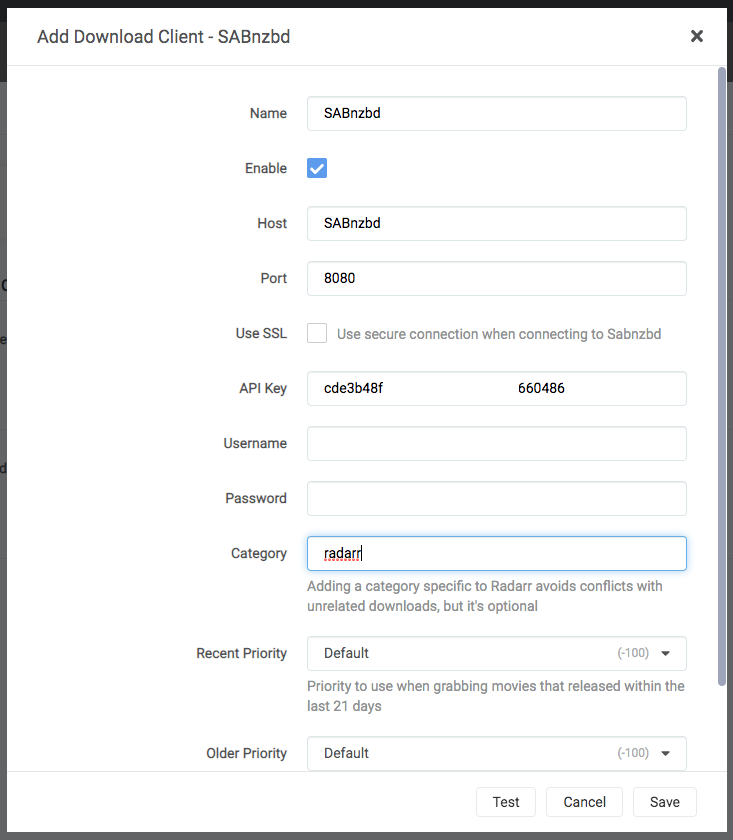 Add Download Client - SABnzbd
Name SABnzbd
Enable
Host SABnzbd
Port 8080
Use SSL Use secure connection when connecting to Sabnzbd
API Key cde3b48f 660486
Username
Password
Category radarr
Adding a category specific to Radarr avoids conflicts with
unrelated downloads, but it's optional
Recent Priority Default (-100)
Priority to use when grabbing movies that released within the
last 21 days
Older Priority Default (-100)
Test Cancel Save